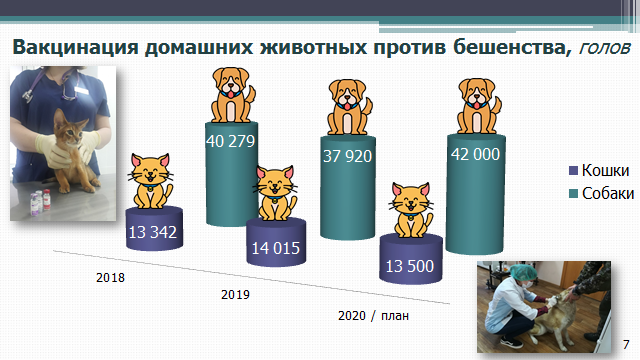 Вакцинация домашних животных против бешенства, голов
40 279
37 920
42 000
13 342
14 015
13 500
Кошки
Собаки
2018
2019
2020 / план
7